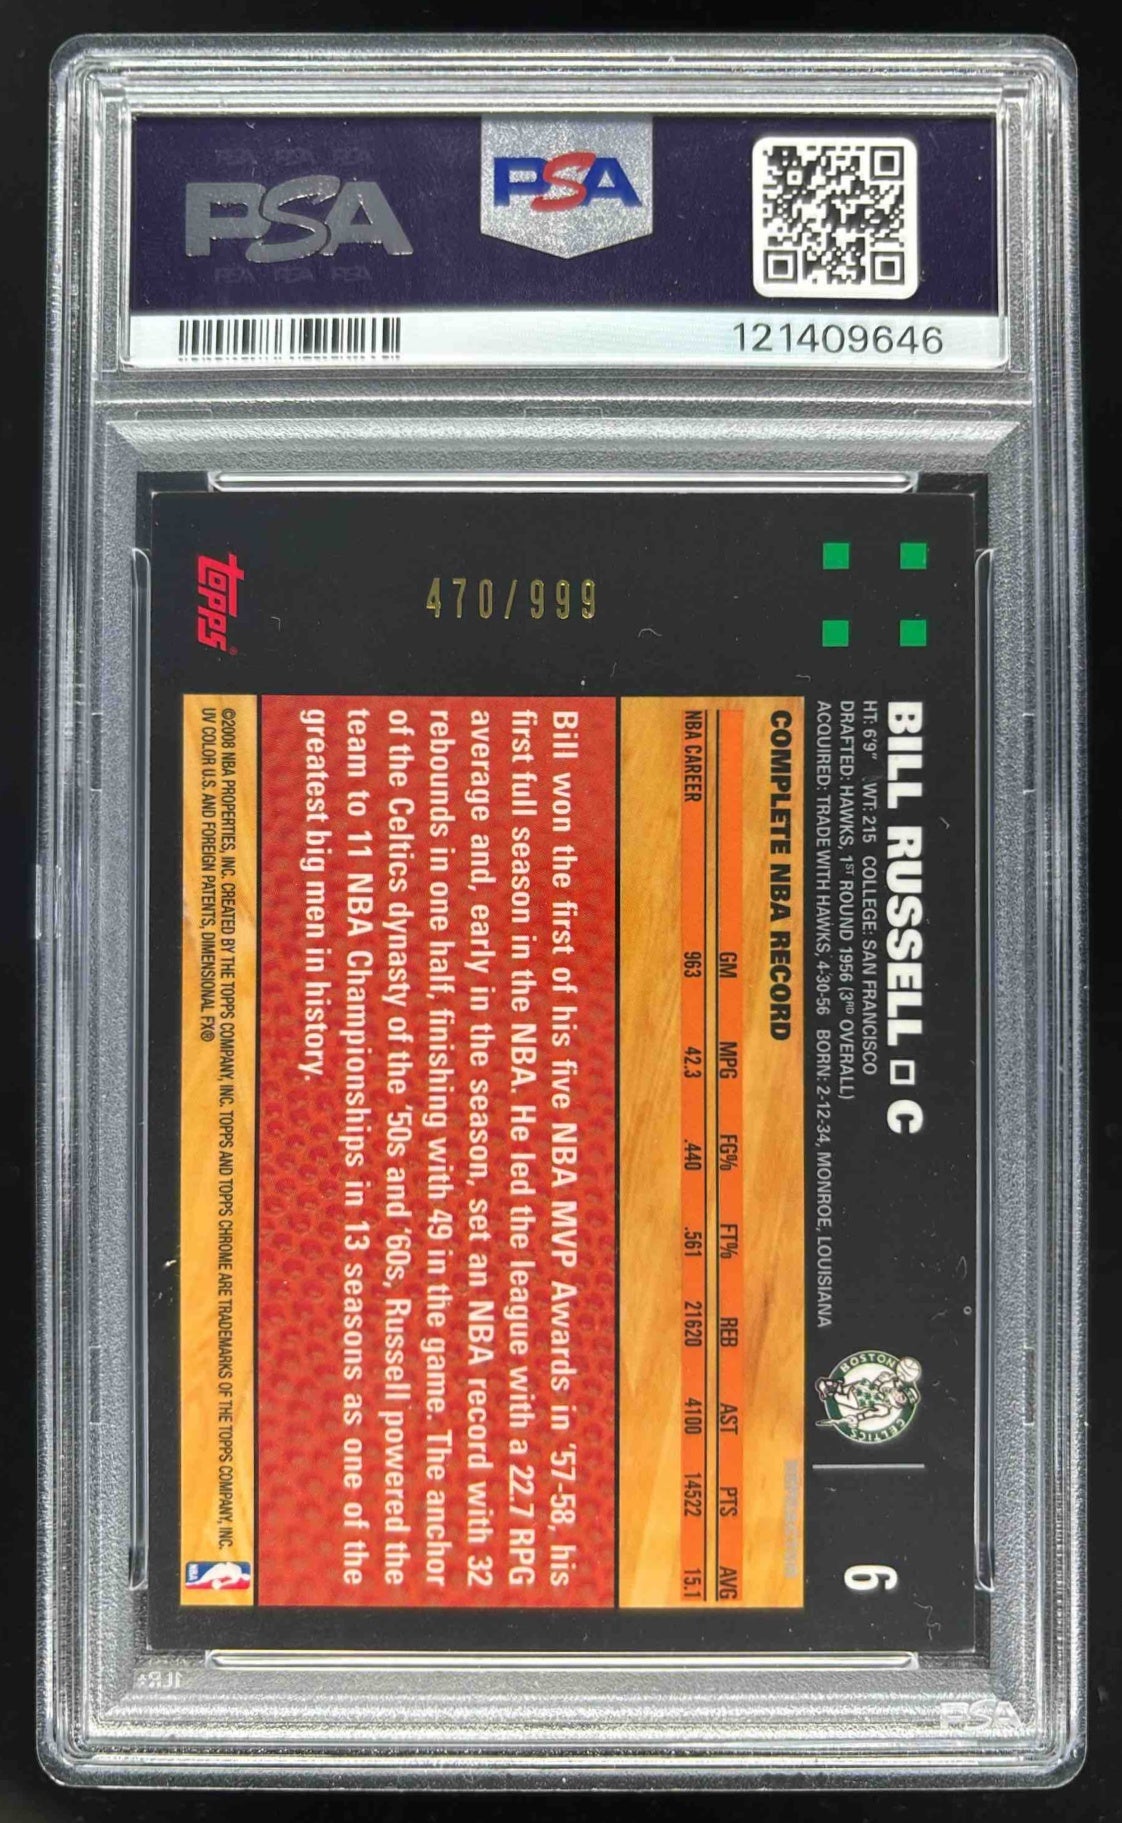 PSA
PSA
121409646
BILL RUSSELL □ C
6
HT: 6'9" WT: 215 COLLEGE: SAN FRANCISCO
DRAFTED: HAWKS, 1ST ROUND 1956 (3RD OVERALL)
ACQUIRED: TRADE WITH HAWKS, 4-30-56 BORN: 2-12-34, MONROE, LOUISIANA
BOSTON
CELTICS
COMPLETE NBA RECORD
GM MPG FG% FT% REB AST PTS AVG
NBA CAREER 963 42.3 .440 .561 21620 4100 14522 15.1
Bill won the first of his five NBA MVP Awards in '57-58, his
first full season in the NBA. He led the league with a 22.7 RPG
average and, early in the season, set an NBA record with 32
rebounds in one half, finishing with 49 in the game. The anchor
of the Celtics dynasty of the '50s and '60s, Russell powered the
team to 11 NBA Championships in 13 seasons as one of the
greatest big men in history.
©2008 NBA PROPERTIES, INC. CREATED BY THE TOPPS COMPANY, INC. TOPPS AND TOPPS CHROME ARE TRADEMARKS OF THE TOPPS COMPANY, INC.
UV COLOR U.S. AND FOREIGN PATENTS, DIMENSIONAL FX®
NBA
470/999
topps®
PSA